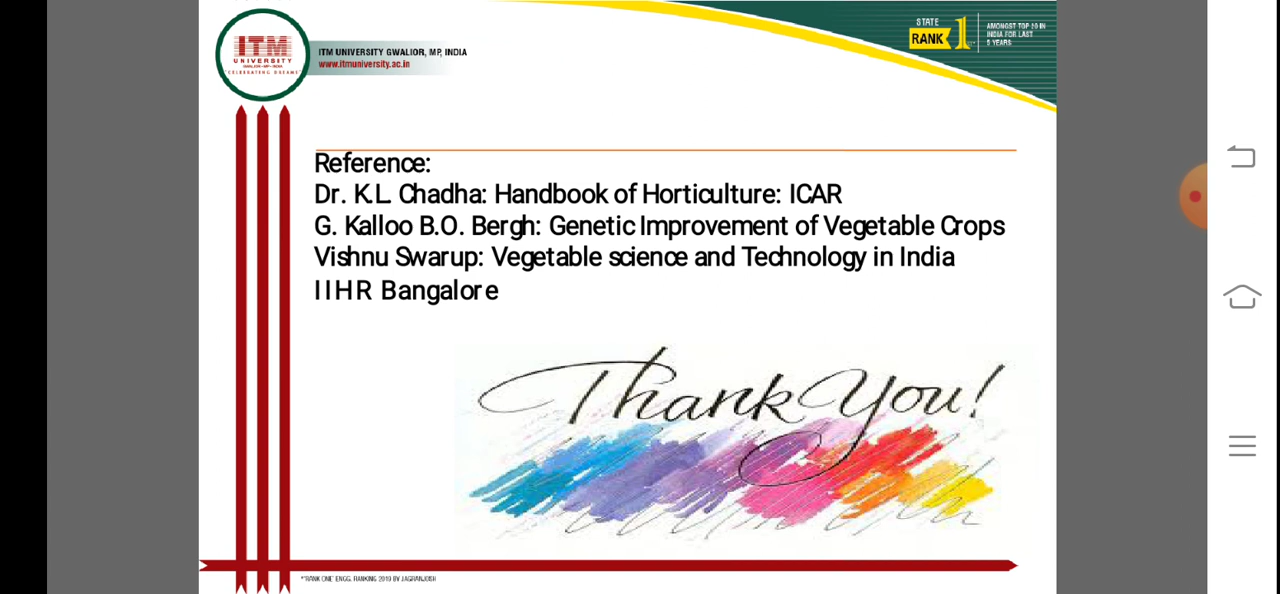 ITM
UNIVERSITY
GWALIOR • MP • INDIA
"CELEBRATING DREAMS"
ITM UNIVERSITY GWALIOR, MP, INDIA
www.itmuniversity.ac.in
STATE
RANK 1
AMONGST TOP 10 IN
INDIA FOR LAST
5 YEARS
Reference:
Dr. K.L. Chadha: Handbook of Horticulture: ICAR
G. Kalloo B.O. Bergh: Genetic Improvement of Vegetable Crops
Vishnu Swarup: Vegetable science and Technology in India
IIHR Bangalore
Thank You!
*"RANK ONE" ENGG. RANKING 2019 BY JAGRANJOSH